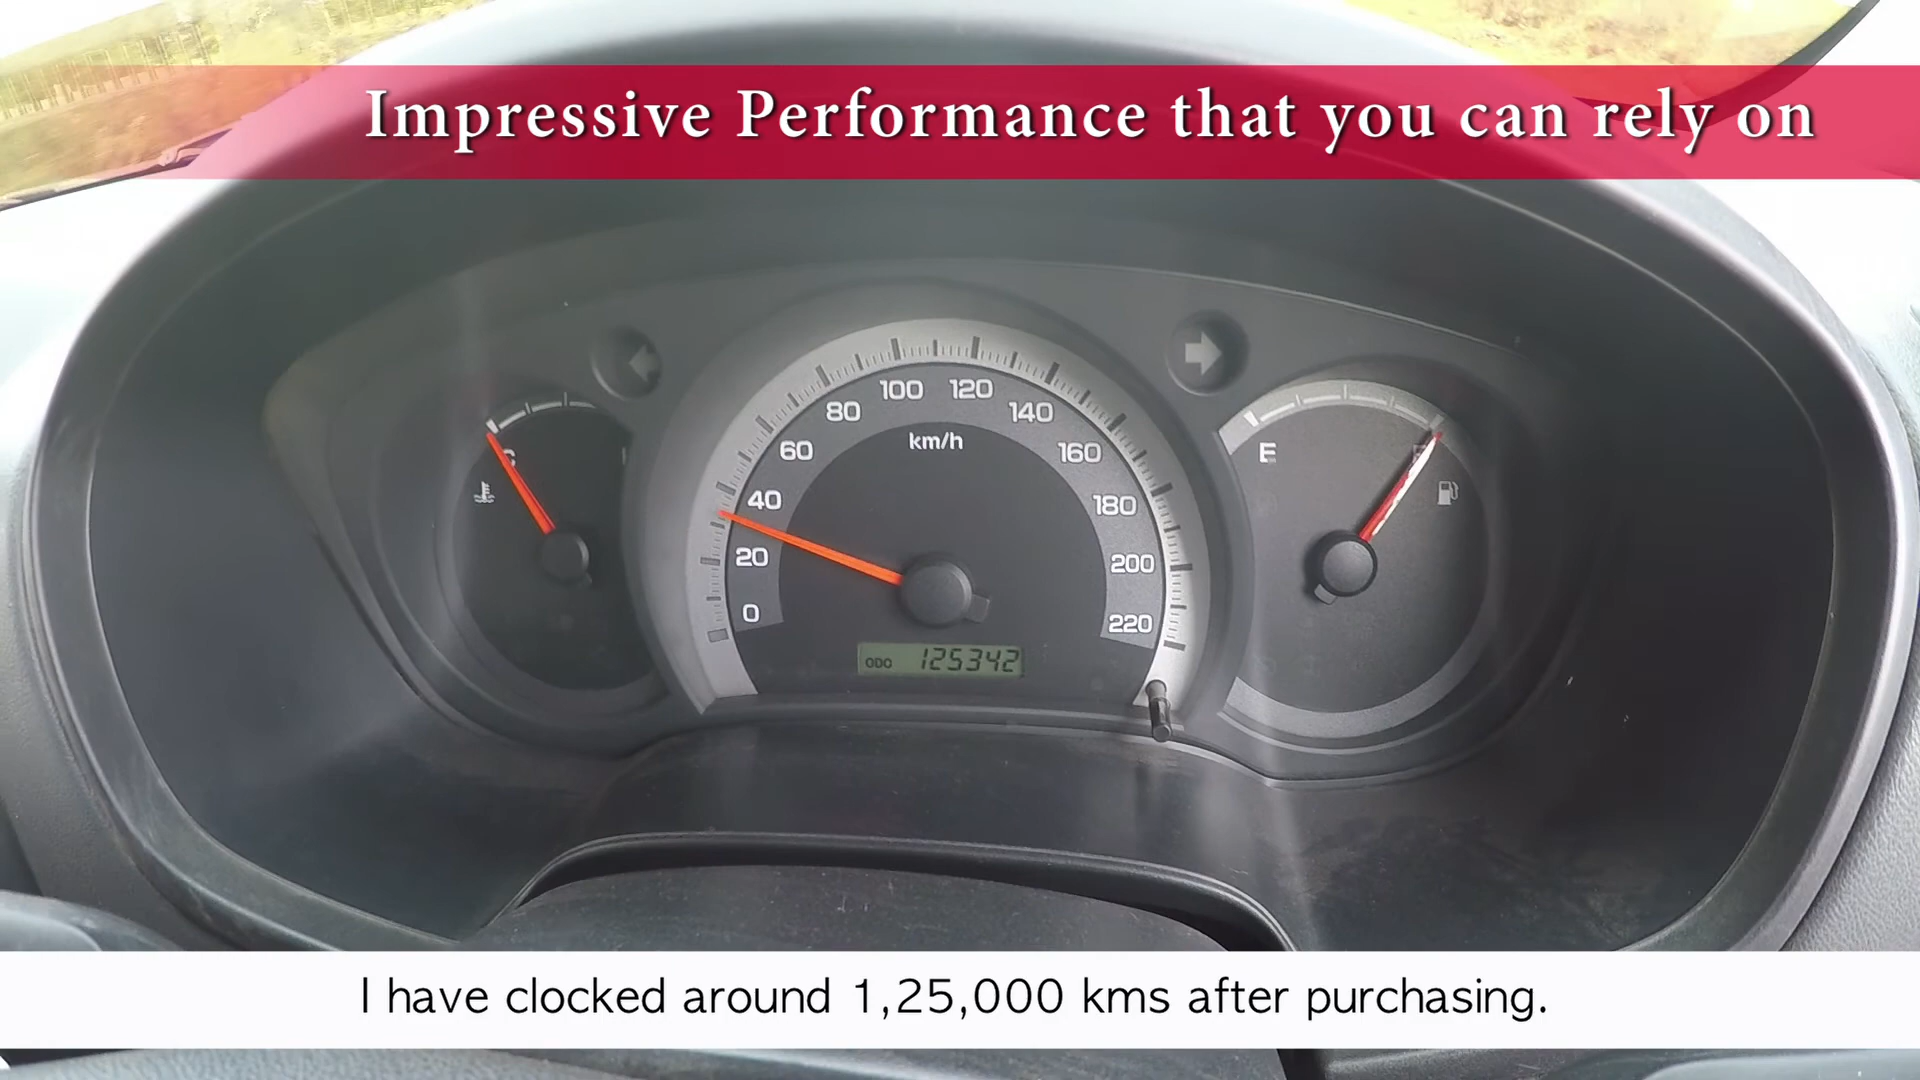 Impressive Performance that you can rely on
100 120
80 140
km/h
60 160
E
40 180
20 200
0 220
ODO 125342
I have clocked around 1,25,000 kms after purchasing.